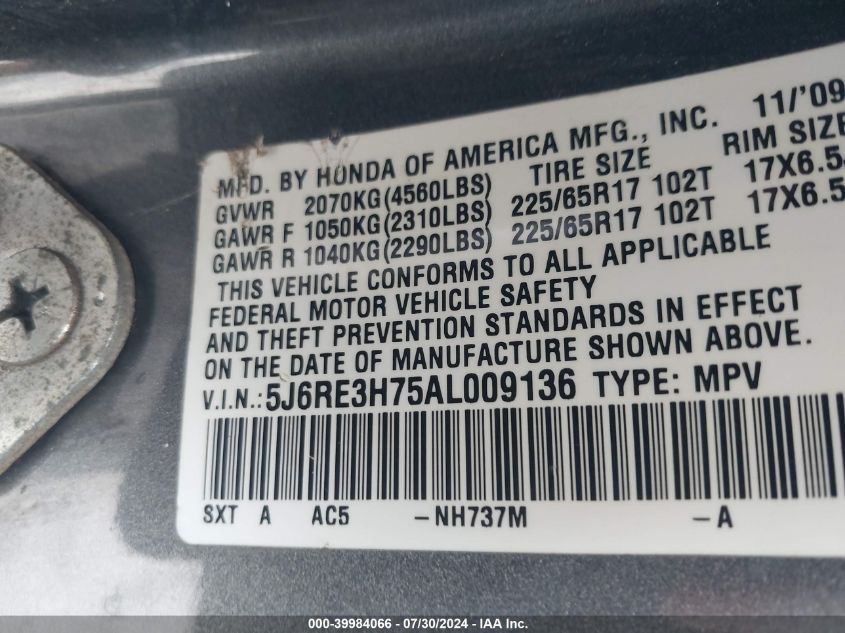 MFD. BY HONDA OF AMERICA MFG., INC. 11/'09
TIRE SIZE RIM SIZE
GVWR 2070KG(4560LBS)
GAWR F 1050KG(2310LBS) 225/65R17 102T 17X6.5J
GAWR R 1040KG(2290LBS) 225/65R17 102T 17X6.5
THIS VEHICLE CONFORMS TO ALL APPLICABLE
FEDERAL MOTOR VEHICLE SAFETY
AND THEFT PREVENTION STANDARDS IN EFFECT
ON THE DATE OF MANUFACTURE SHOWN ABOVE.
V.I.N.:5J6RE3H75AL009136 TYPE: MPV
SXT A AC5 -NH737M -A
000-39984066 - 07/30/2024 - IAA Inc.